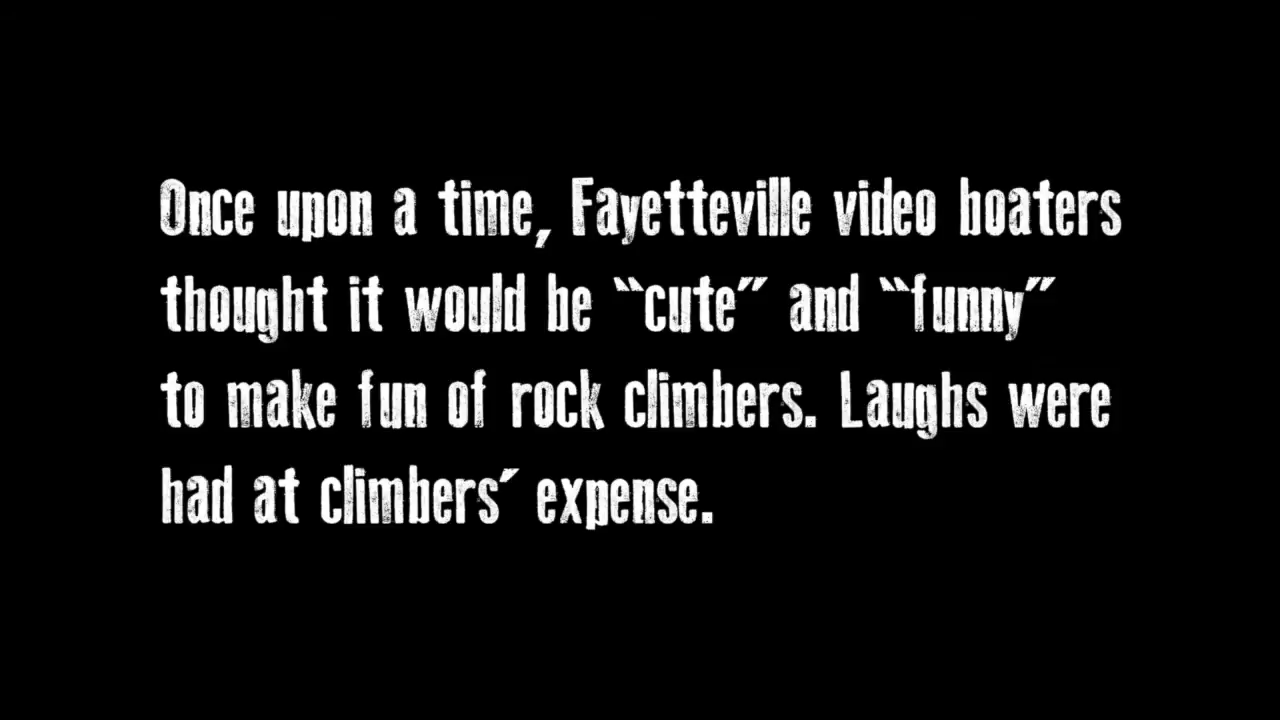 Once upon a time, Fayetteville video boaters
thought it would be “cute” and “funny”
to make fun of rock climbers. Laughs were
had at climbers’ expense.